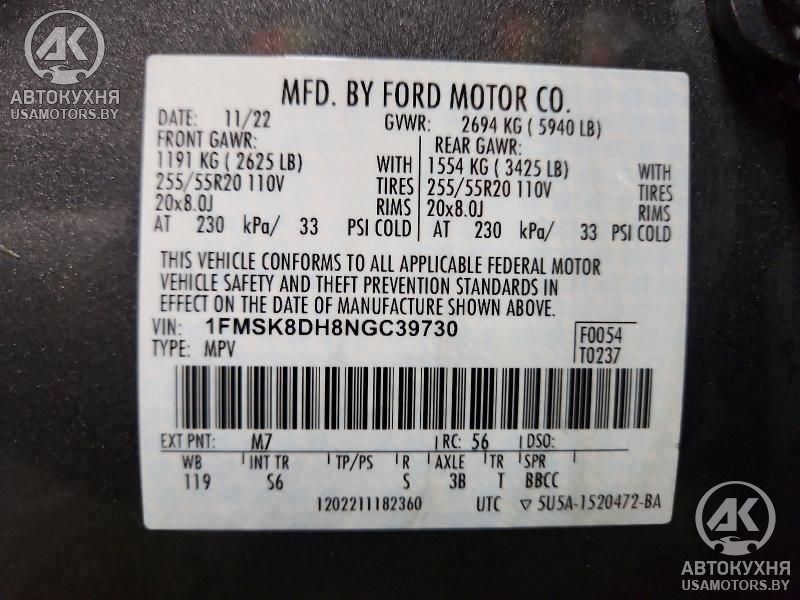 АК
АВТОКУХНЯ
USAMOTORS.BY
MFD. BY FORD MOTOR CO.
DATE: 11/22 GVWR: 2694 KG ( 5940 LB)
FRONT GAWR: REAR GAWR:
1191 KG ( 2625 LB) WITH 1554 KG ( 3425 LB) WITH
255/55R20 110V TIRES 255/55R20 110V TIRES
20x8.0J RIMS 20x8.0J RIMS
AT 230 kPa/ 33 PSI COLD AT 230 kPa/ 33 PSI COLD
THIS VEHICLE CONFORMS TO ALL APPLICABLE FEDERAL MOTOR
VEHICLE SAFETY AND THEFT PREVENTION STANDARDS IN
EFFECT ON THE DATE OF MANUFACTURE SHOWN ABOVE.
VIN: 1FMSK8DH8NGC39730 F0054
TYPE: MPV T0237
EXT PNT: M7 RC: 56 DSO:
WB INT TR TP/PS R AXLE TR SPR
119 S6 S 3B T BBCC
1202211182360 UTC ▽ 5U5A-1520472-BA
АК
АВТОКУХНЯ
USAMOTORS.BY